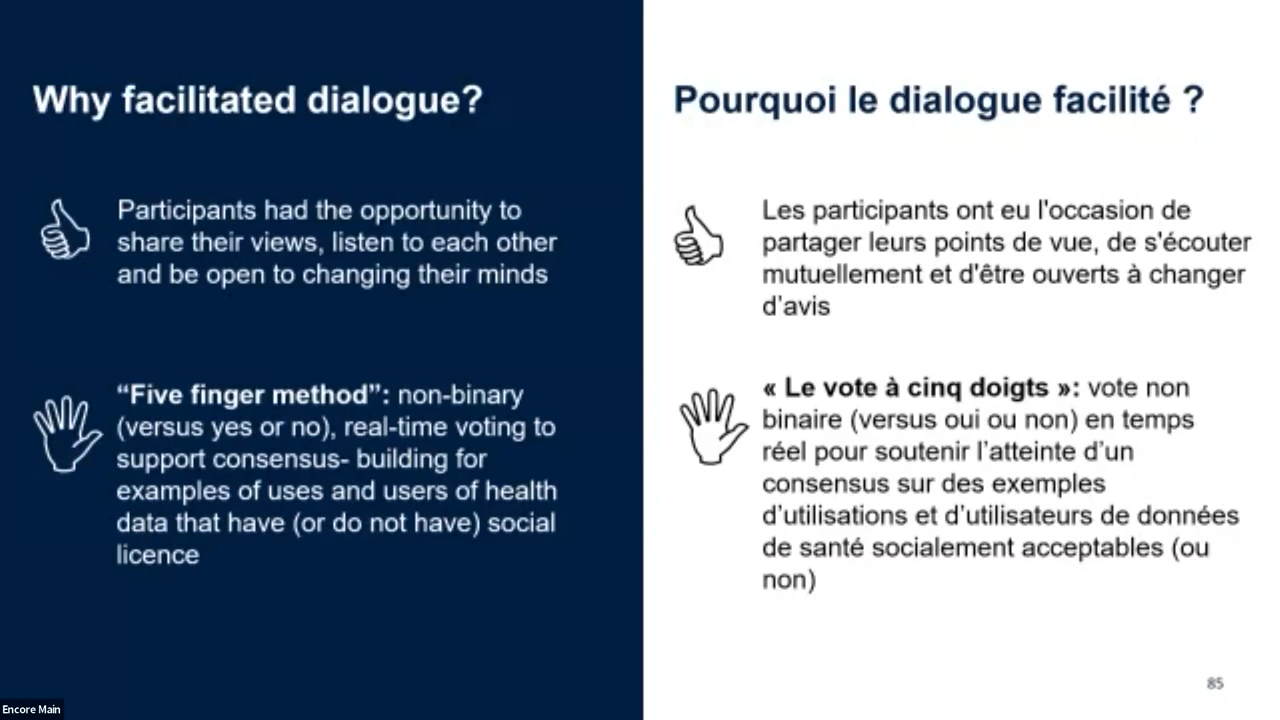 Why facilitated dialogue?
Participants had the opportunity to
share their views, listen to each other
and be open to changing their minds
“Five finger method”: non-binary
(versus yes or no), real-time voting to
support consensus- building for
examples of uses and users of health
data that have (or do not have) social
licence
Pourquoi le dialogue facilité ?
Les participants ont eu l'occasion de
partager leurs points de vue, de s'écouter
mutuellement et d'être ouverts à changer
d’avis
« Le vote à cinq doigts »: vote non
binaire (versus oui ou non) en temps
réel pour soutenir l’atteinte d’un
consensus sur des exemples
d’utilisations et d’utilisateurs de données
de santé socialement acceptables (ou
non)
85
Encore Main